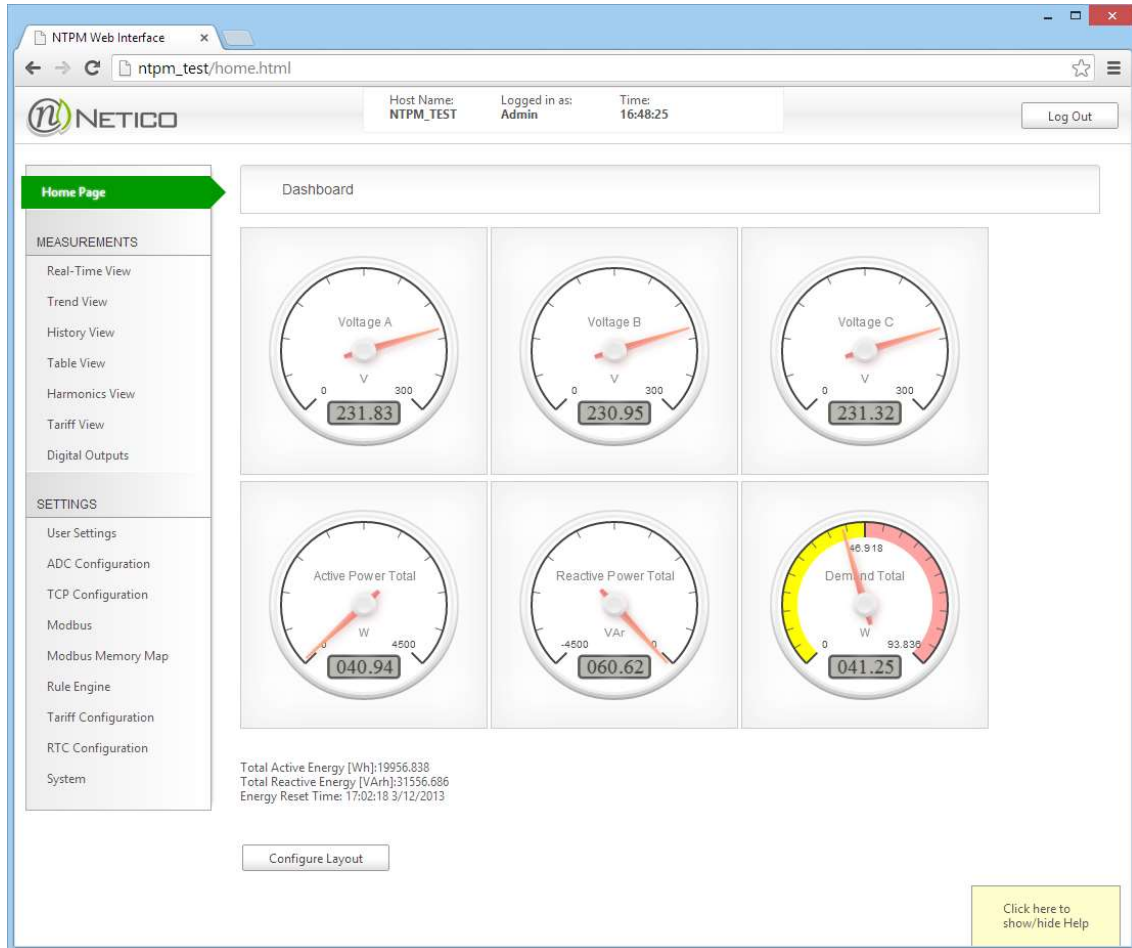 NTPM Web Interface
ntpm_test/home.html
NETICO
Host Name:
NTPM_TEST
Logged in as:
Admin
Time:
16:48:25
Log Out
Home Page
MEASUREMENTS
Real-Time View
Trend View
History View
Table View
Harmonics View
Tariff View
Digital Outputs
SETTINGS
User Settings
ADC Configuration
TCP Configuration
Modbus
Modbus Memory Map
Rule Engine
Tariff Configuration
RTC Configuration
System
Dashboard
Voltage A
V
0 300
231.83
Voltage B
V
0 300
230.95
Voltage C
V
0 300
231.32
Active Power Total
W
0 4500
040.94
Reactive Power Total
VAr
-4500 0
060.62
46.918
Demand Total
W
0 93.836
041.25
Total Active Energy [Wh]:19956.838
Total Reactive Energy [VArh]:31556.686
Energy Reset Time: 17:02:18 3/12/2013
Configure Layout
Click here to
show/hide Help